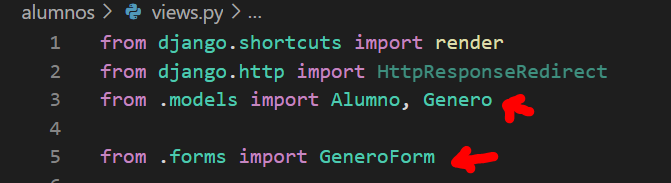 alumnos > views.py > ...
1 from django.shortcuts import render
2 from django.http import HttpResponseRedirect
3 from .models import Alumno, Genero
4
5 from .forms import GeneroForm
6